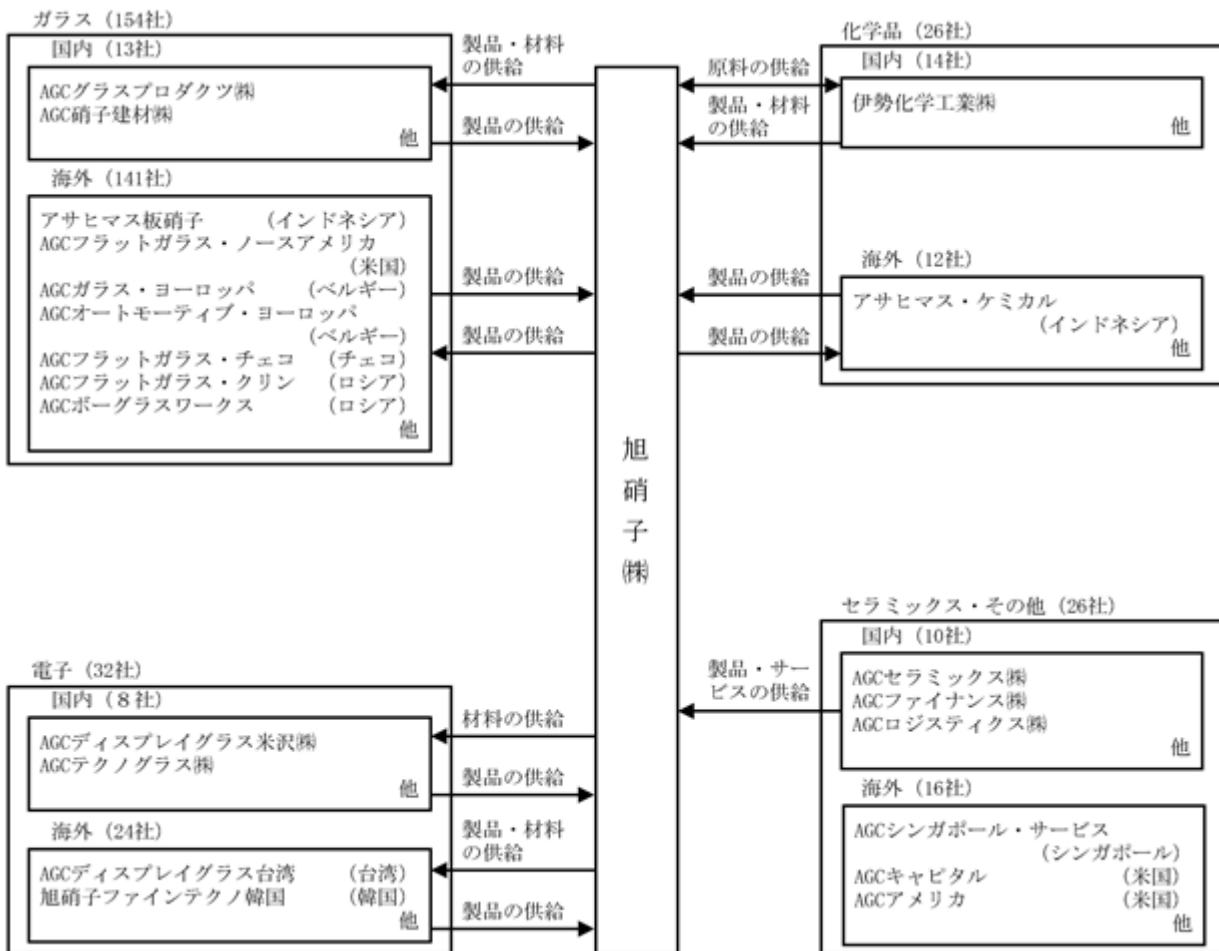 ガラス (154社)
国内 (13社)
AGCグラスプロダクツ㈱
AGC硝子建材㈱
他
製品・材料
の供給
製品の供給
海外 (141社)
アサヒマス板硝子 (インドネシア)
AGCフラットガラス・ノースアメリカ
(米国)
AGCガラス・ヨーロッパ (ベルギー)
AGCオートモーティブ・ヨーロッパ
(ベルギー)
AGCフラットガラス・チェコ (チェコ)
AGCフラットガラス・クリン (ロシア)
AGCボーグラスワークス (ロシア)
他
製品の供給
製品の供給
電子 (32社)
国内 (８社)
AGCディスプレイグラス米沢㈱
AGCテクノグラス㈱
他
材料の供給
製品の供給
海外 (24社)
AGCディスプレイグラス台湾 (台湾)
旭硝子ファインテクノ韓国 (韓国)
他
製品・材料
の供給
製品の供給
旭硝子㈱
化学品 (26社)
国内 (14社)
伊勢化学工業㈱
他
原料の供給
製品・材料
の供給
海外 (12社)
アサヒマス・ケミカル
(インドネシア)
他
製品の供給
製品の供給
セラミックス・その他 (26社)
国内 (10社)
AGCセラミックス㈱
AGCファイナンス㈱
AGCロジスティクス㈱
他
製品・サー
ビスの供給
海外 (16社)
AGCシンガポール・サービス
(シンガポール)
AGCキャピタル (米国)
AGCアメリカ (米国)
他